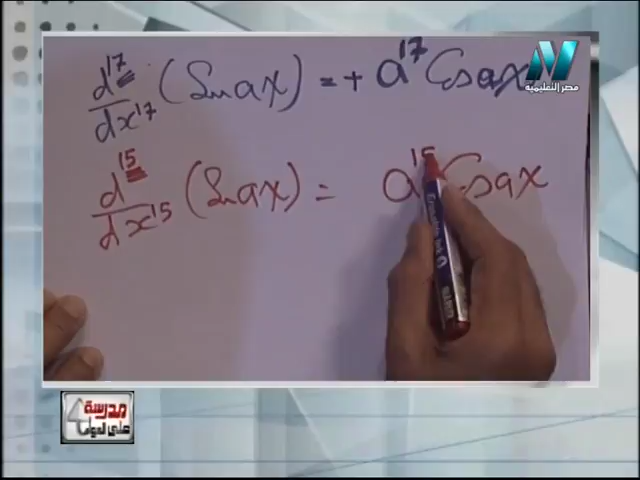 d¹⁷/dx¹⁷ (Sin ax) = + a¹⁷ Cos ax
مصر التعليمية
d¹⁵/dx¹⁵ (Sin ax) = a¹⁵ Cos ax
مدرسة
على الهواء